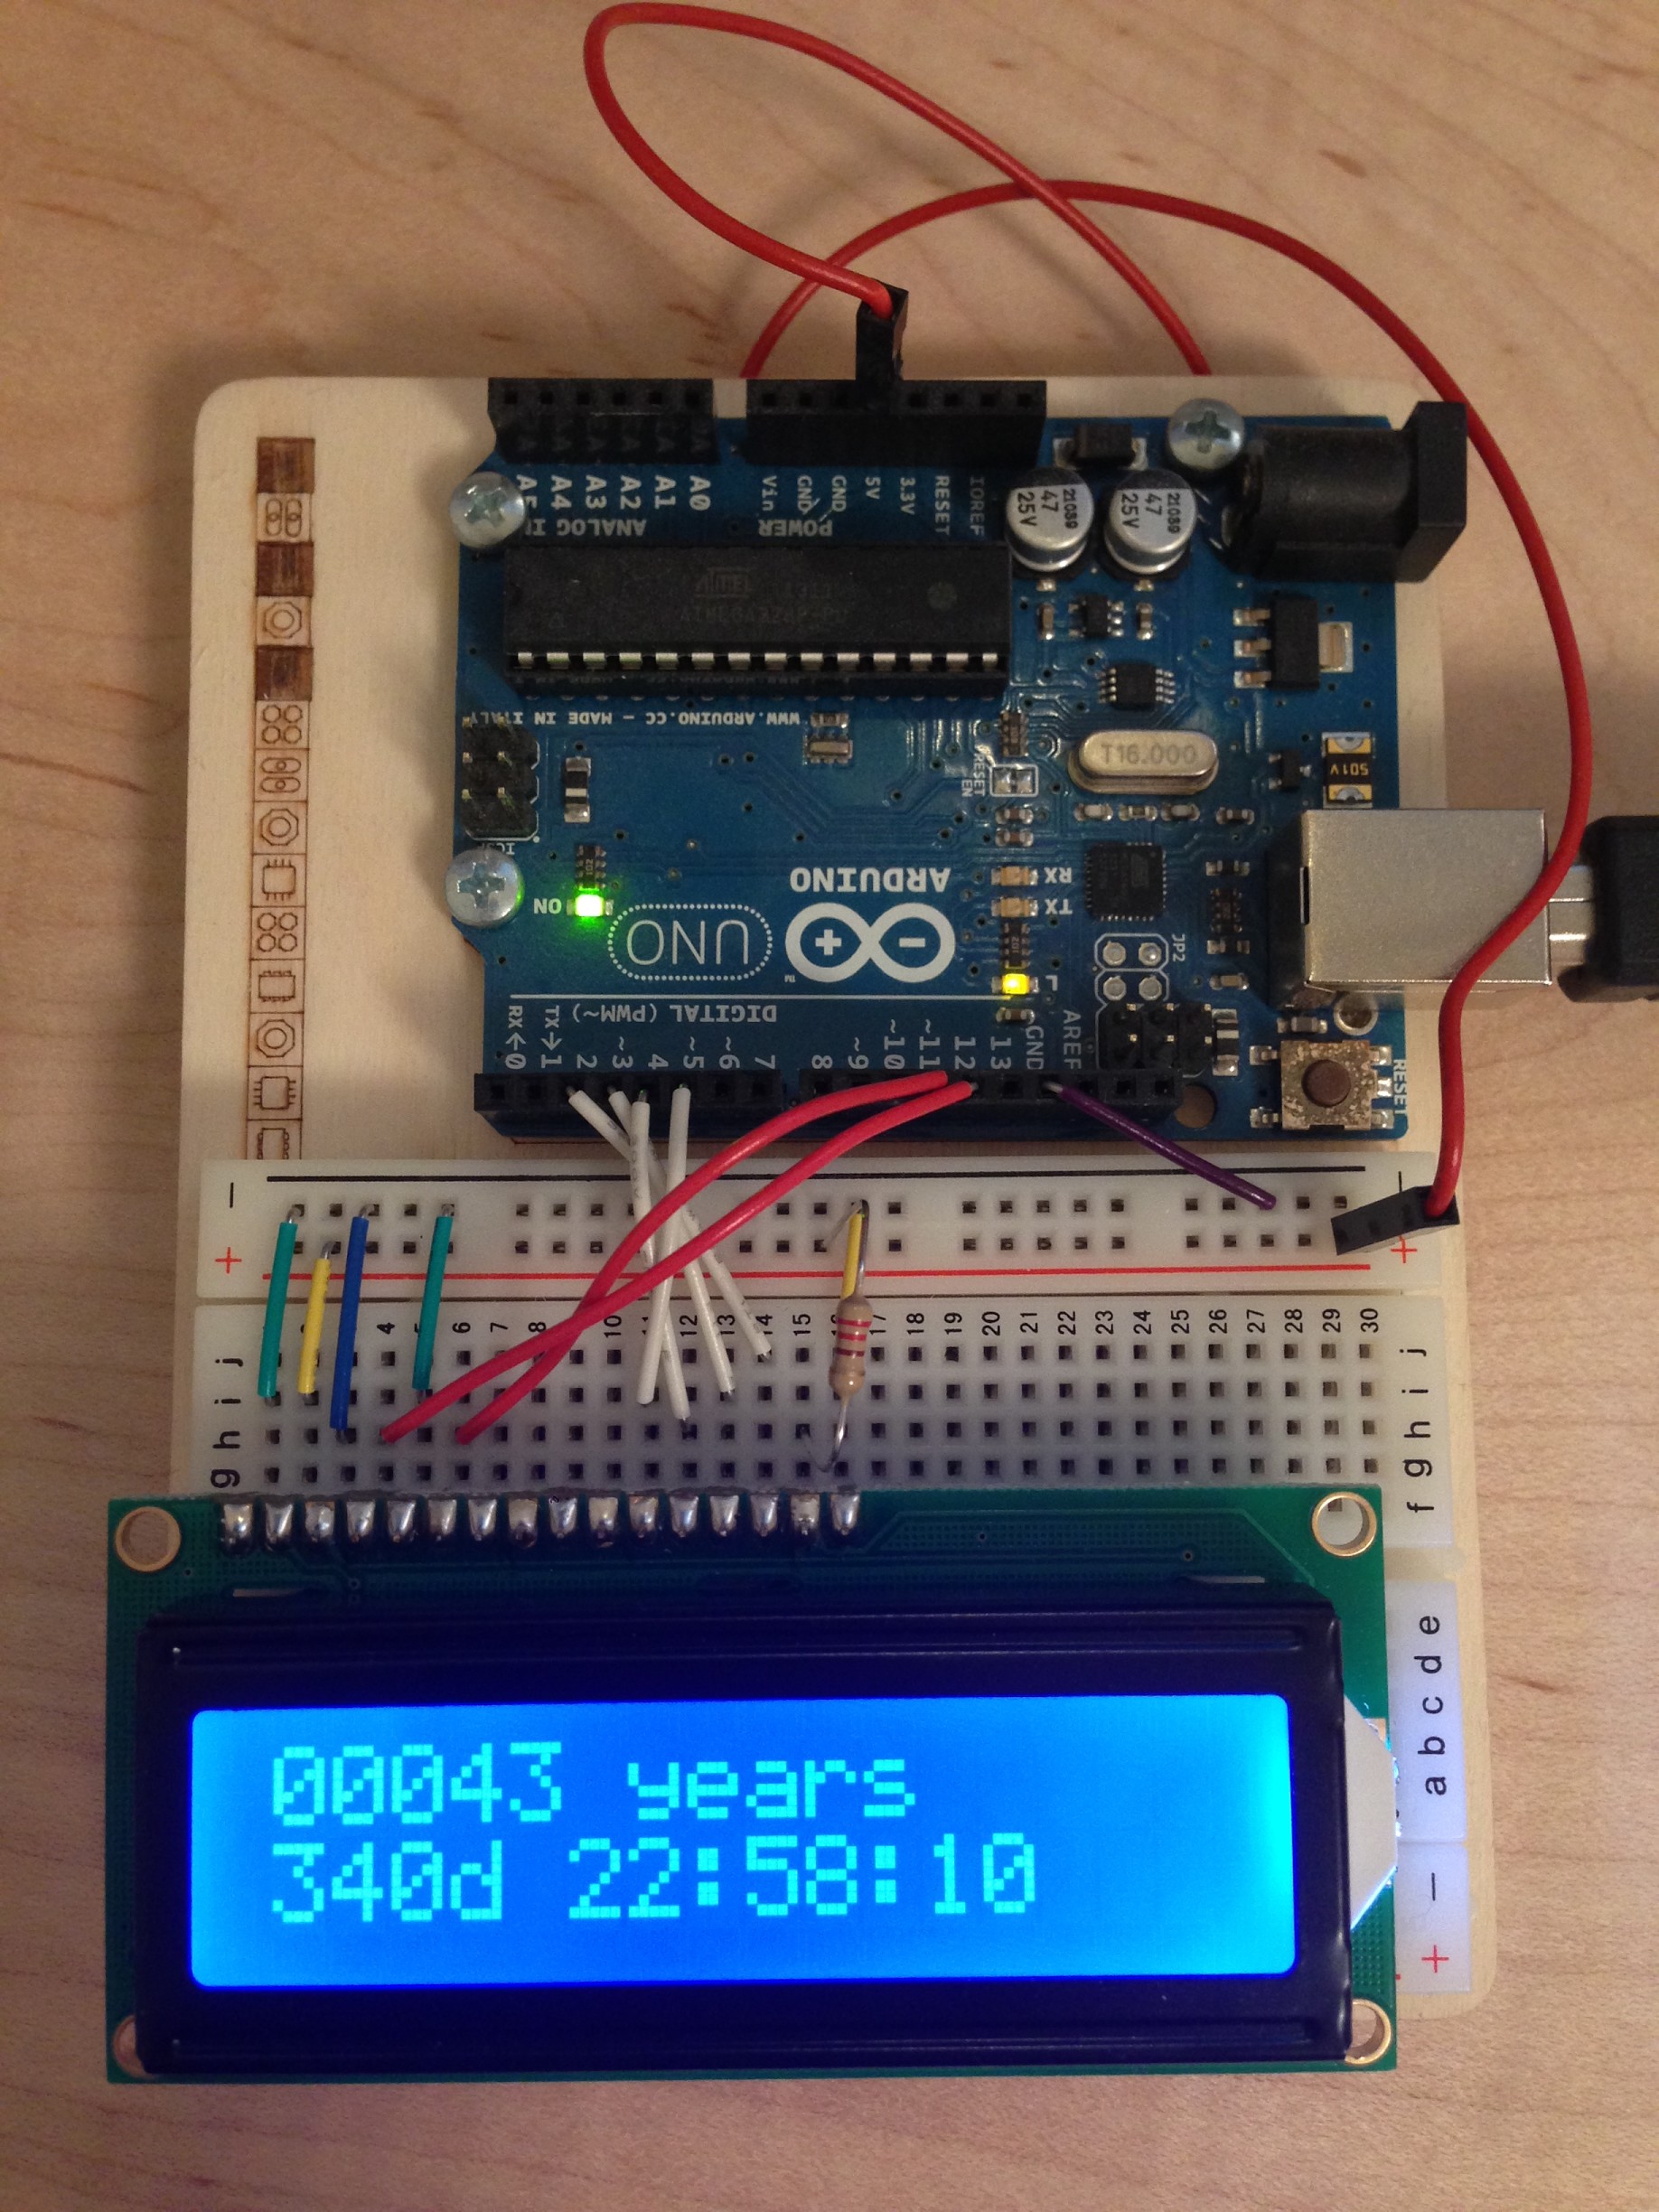 IOREF
RESET
3.3V
5V
GND
GND
Vin
A0
A1
A2
A3
A4
A5
POWER
ANALOG IN
47
25V
47
25V
WWW.ARDUINO.CC — MADE IN ITALY
RESET EN
T16.000
501V
ARDUINO
UNO
ON
RX
TX
L
JP2
DIGITAL (PWM~)
AREF
GND
13
12
~11
~10
~9
8
7
~6
~5
4
~3
2
TX→1
RX←0
RESET
−
−
+
+
4
5
6
7
8
10
11
12
13
14
15
16
17
18
19
20
21
22
23
24
25
26
27
28
29
30
j
i
h
g
j
i
h
g
f
e
d
c
b
a
−
+
00043 years
340d 22:58:10